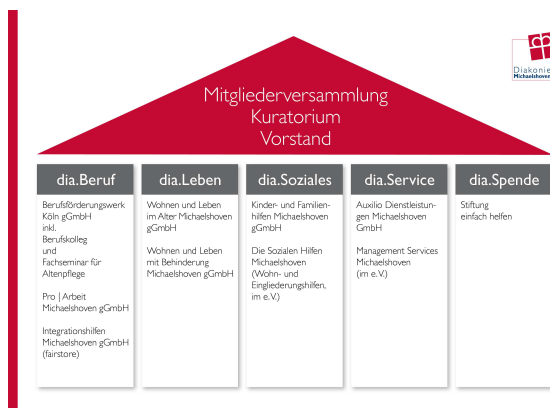 Diakonie
Michaelshoven
Mitgliederversammlung
Kuratorium
Vorstand
dia.Beruf
Berufsförderungswerk
Köln gGmbH
inkl.
Berufskolleg
und
Fachseminar für
Altenpflege
Pro | Arbeit
Michaelshoven gGmbH
Integrationshilfen
Michaelshoven gGmbH
(fairstore)
dia.Leben
Wohnen und Leben
im Alter Michaelshoven
gGmbH
Wohnen und Leben
mit Behinderung
Michaelshoven gGmbH
dia.Soziales
Kinder- und Familien-
hilfen Michaelshoven
gGmbH
Die Sozialen Hilfen
Michaelshoven
(Wohn- und
Eingliederungshilfen,
im e.V.)
dia.Service
Auxilio Dienstleistun-
gen Michaelshoven
GmbH
Management Services
Michaelshoven
(im e.V.)
dia.Spende
Stiftung
einfach helfen